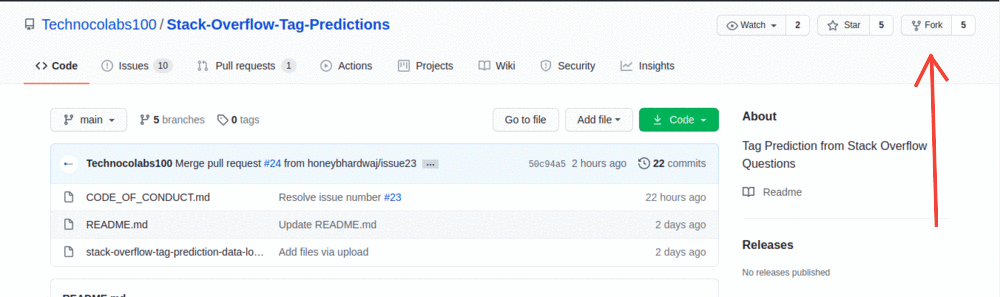 Technocolabs100 / Stack-Overflow-Tag-Predictions Watch 2 Star 5 Fork 5
Code Issues 10 Pull requests 1 Actions Projects Wiki Security Insights
main 5 branches 0 tags Go to file Add file Code
Technocolabs100 Merge pull request #24 from honeybhardwaj/issue23 ... 50c94a5 2 hours ago 22 commits
CODE_OF_CONDUCT.md Resolve issue number #23 22 hours ago
README.md Update README.md 2 days ago
stack-overflow-tag-prediction-data-lo... Add files via upload 2 days ago
README.md
About
Tag Prediction from Stack Overflow
Questions
Readme
Releases
No releases published